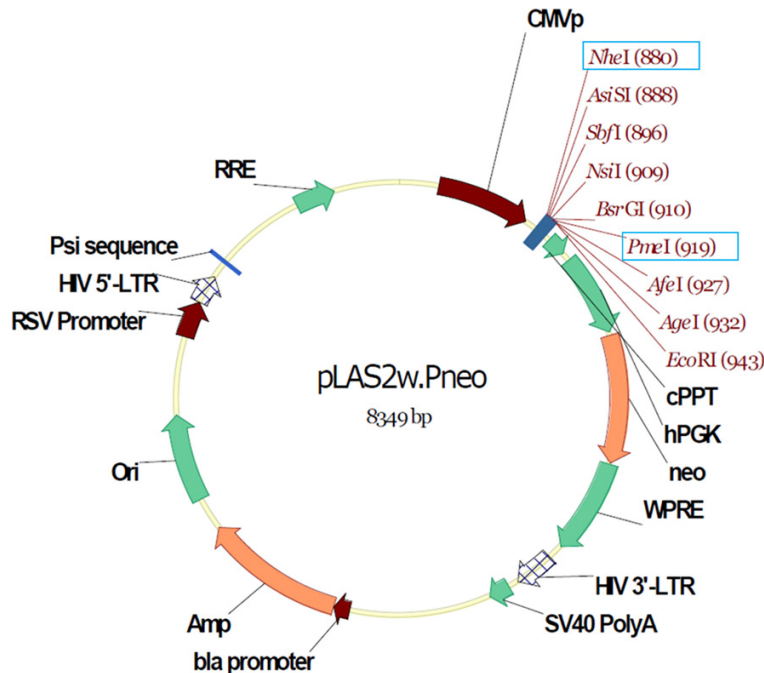 CMVp
NheI (880)
AsiSI (888)
SbfI (896)
NsiI (909)
BsrGI (910)
PmeI (919)
AfeI (927)
AgeI (932)
EcoRI (943)
cPPT
hPGK
neo
WPRE
HIV 3'-LTR
SV40 PolyA
bla promoter
Amp
Ori
RSV Promoter
HIV 5'-LTR
Psi sequence
RRE
pLAS2w.Pneo
8349 bp